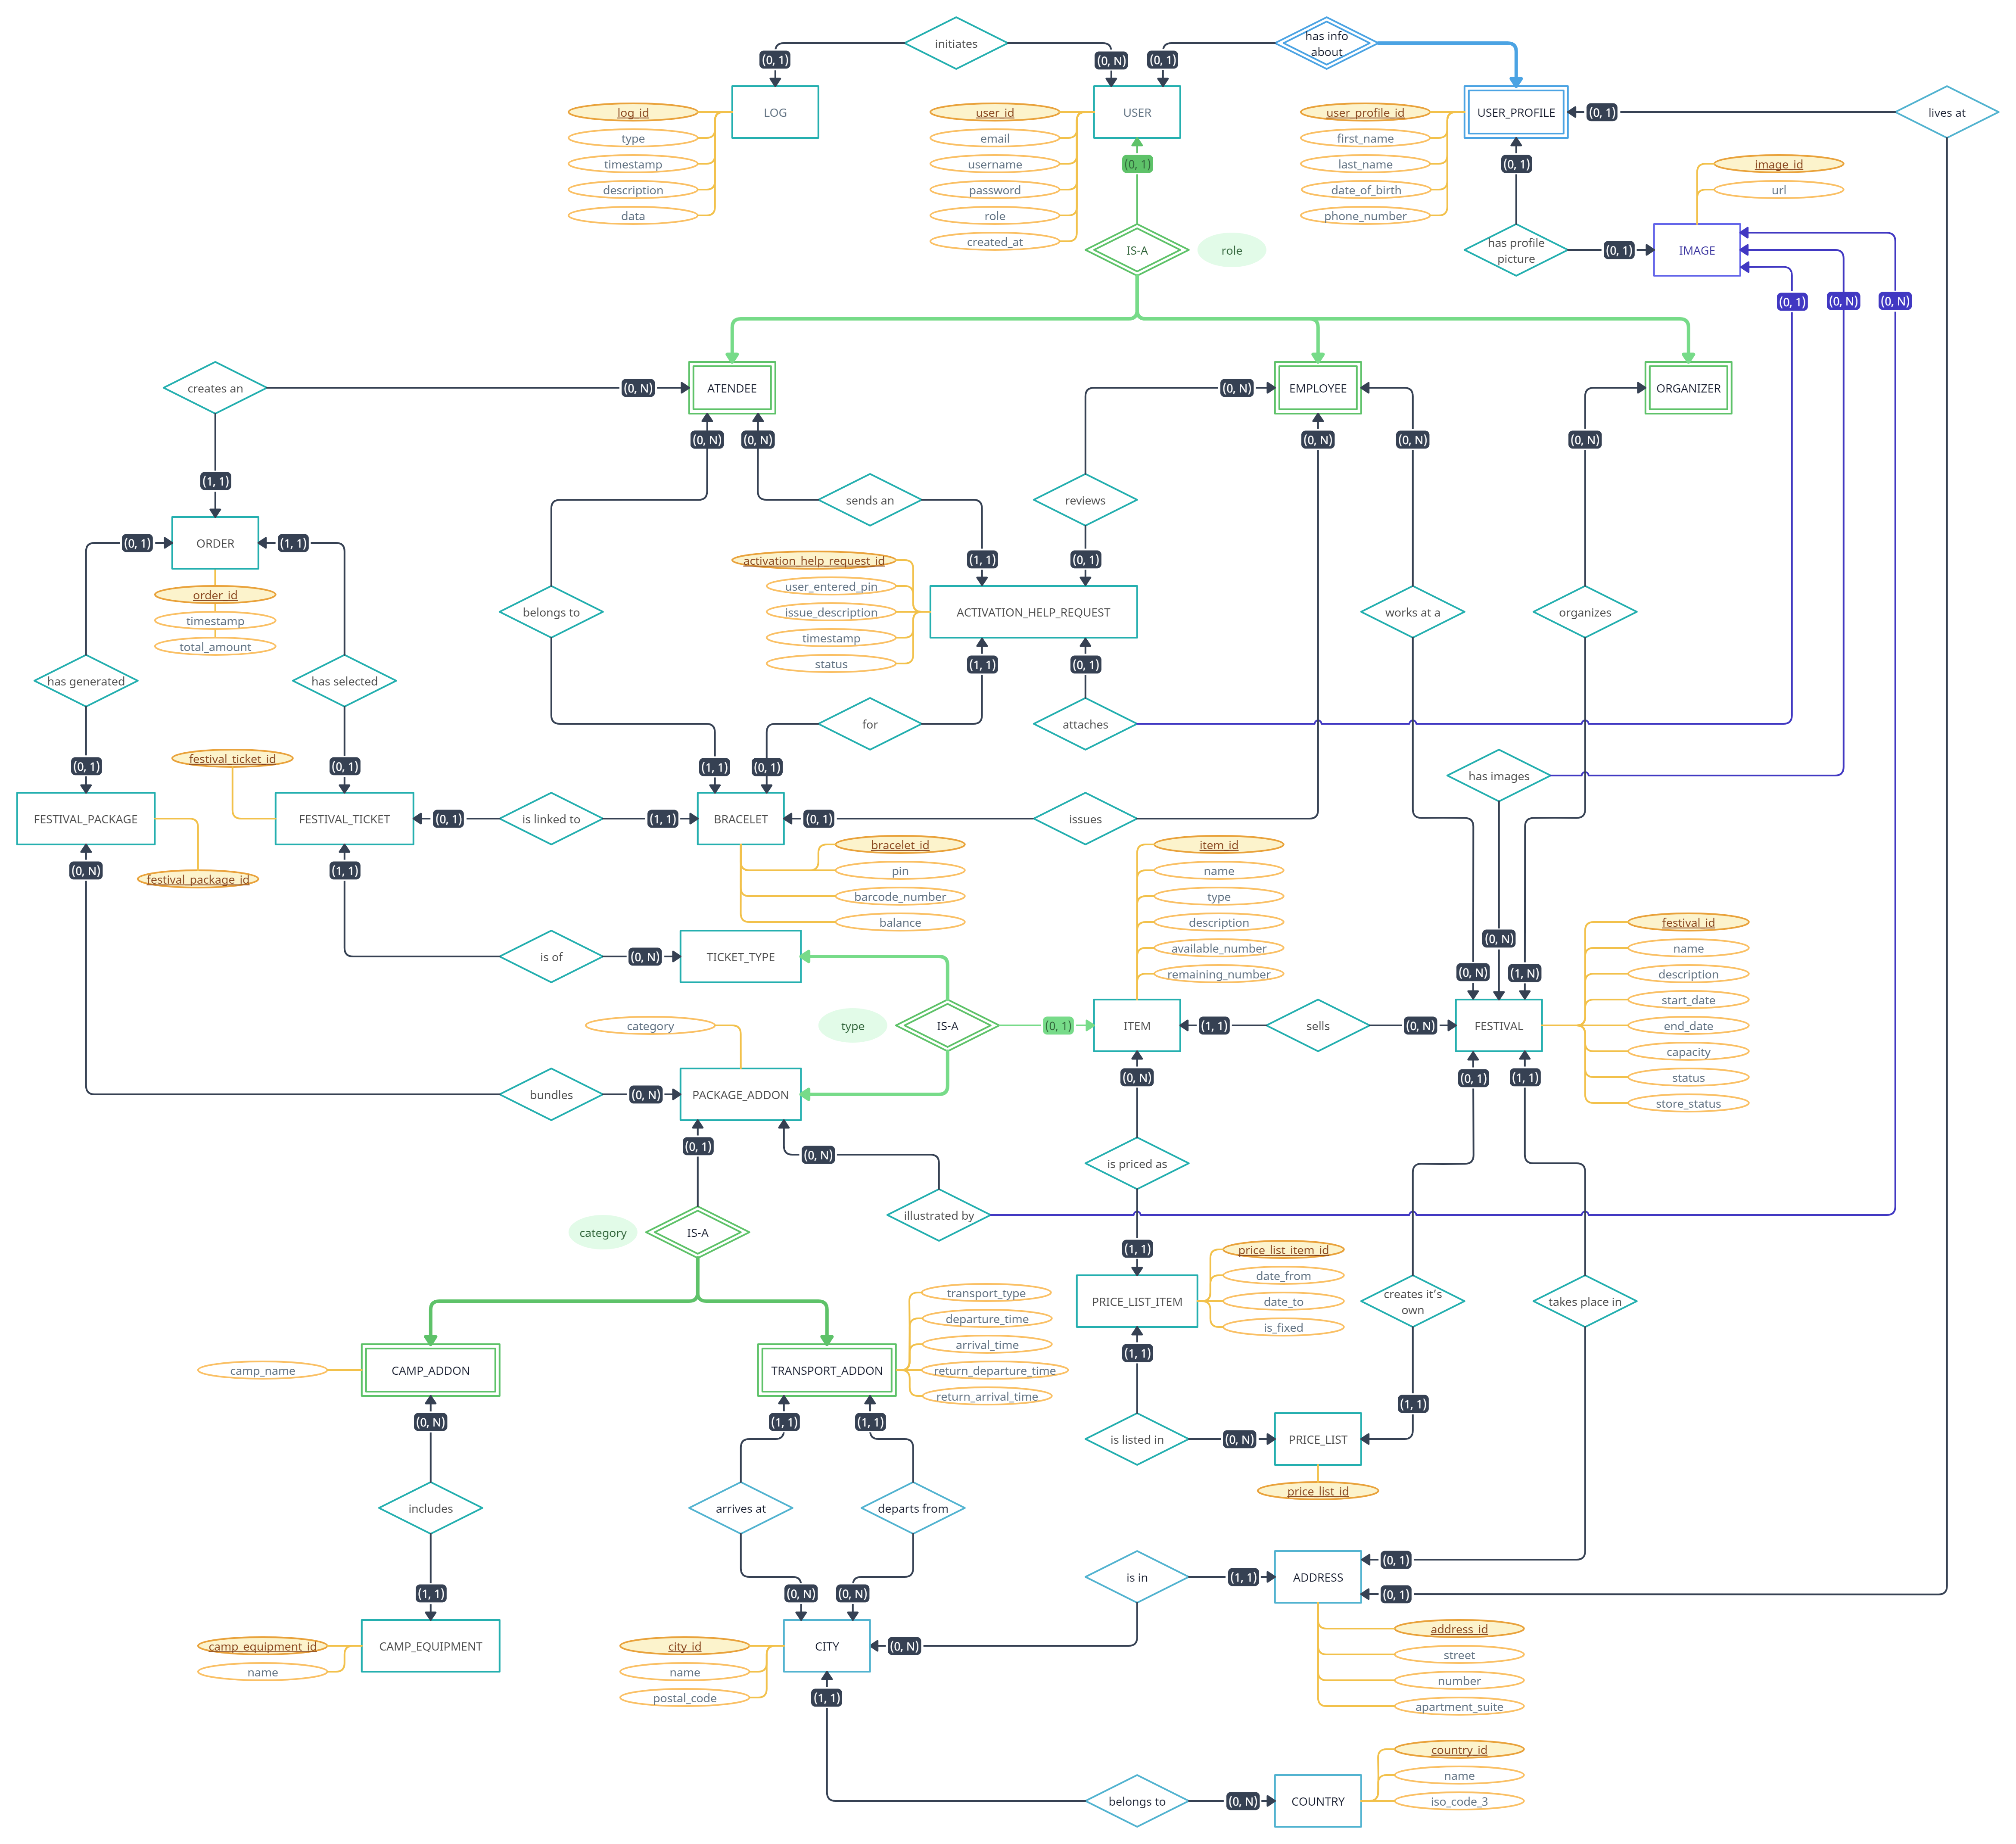 initiates
has info
about
(0, 1)
(0, N)
(0, 1)
LOG
USER
USER_PROFILE
(0, 1)
lives at
log_id
type
timestamp
description
data
user_id
email
username
password
role
created_at
user_profile_id
first_name
last_name
date_of_birth
phone_number
(0, 1)
(0, 1)
image_id
url
IS-A
role
has profile
picture
(0, 1)
IMAGE
(0, 1)
(0, N)
(0, N)
creates an
(0, N)
ATENDEE
(0, N)
EMPLOYEE
ORGANIZER
(0, N)
(0, N)
(0, N)
(0, N)
(0, N)
(1, 1)
sends an
reviews
ORDER
(0, 1)
(1, 1)
(1, 1)
(0, 1)
order_id
timestamp
total_amount
belongs to
activation_help_request_id
user_entered_pin
issue_description
timestamp
status
ACTIVATION_HELP_REQUEST
works at a
organizes
has generated
has selected
(1, 1)
(0, 1)
for
attaches
festival_ticket_id
(0, 1)
(0, 1)
(1, 1)
(0, 1)
has images
FESTIVAL_PACKAGE
FESTIVAL_TICKET
(0, 1)
is linked to
(1, 1)
BRACELET
(0, 1)
issues
(0, N)
festival_package_id
(1, 1)
bracelet_id
pin
barcode_number
balance
item_id
name
type
description
available_number
remaining_number
(0, N)
(0, N)
(1, N)
festival_id
name
description
start_date
end_date
capacity
status
store_status
is of
(0, N)
TICKET_TYPE
category
type
IS-A
(0, 1)
ITEM
(1, 1)
sells
(0, N)
FESTIVAL
bundles
(0, N)
PACKAGE_ADDON
(0, N)
(0, 1)
(1, 1)
(0, 1)
(0, N)
is priced as
category
IS-A
illustrated by
(1, 1)
price_list_item_id
date_from
date_to
is_fixed
PRICE_LIST_ITEM
creates it's
own
takes place in
transport_type
departure_time
arrival_time
return_departure_time
return_arrival_time
camp_name
CAMP_ADDON
TRANSPORT_ADDON
(1, 1)
(0, N)
(1, 1)
(1, 1)
(1, 1)
is listed in
(0, N)
PRICE_LIST
price_list_id
includes
arrives at
departs from
is in
(1, 1)
ADDRESS
(0, 1)
(0, 1)
(1, 1)
(0, N)
(0, N)
camp_equipment_id
name
CAMP_EQUIPMENT
city_id
name
postal_code
CITY
(0, N)
address_id
street
number
apartment_suite
(1, 1)
belongs to
(0, N)
COUNTRY
country_id
name
iso_code_3